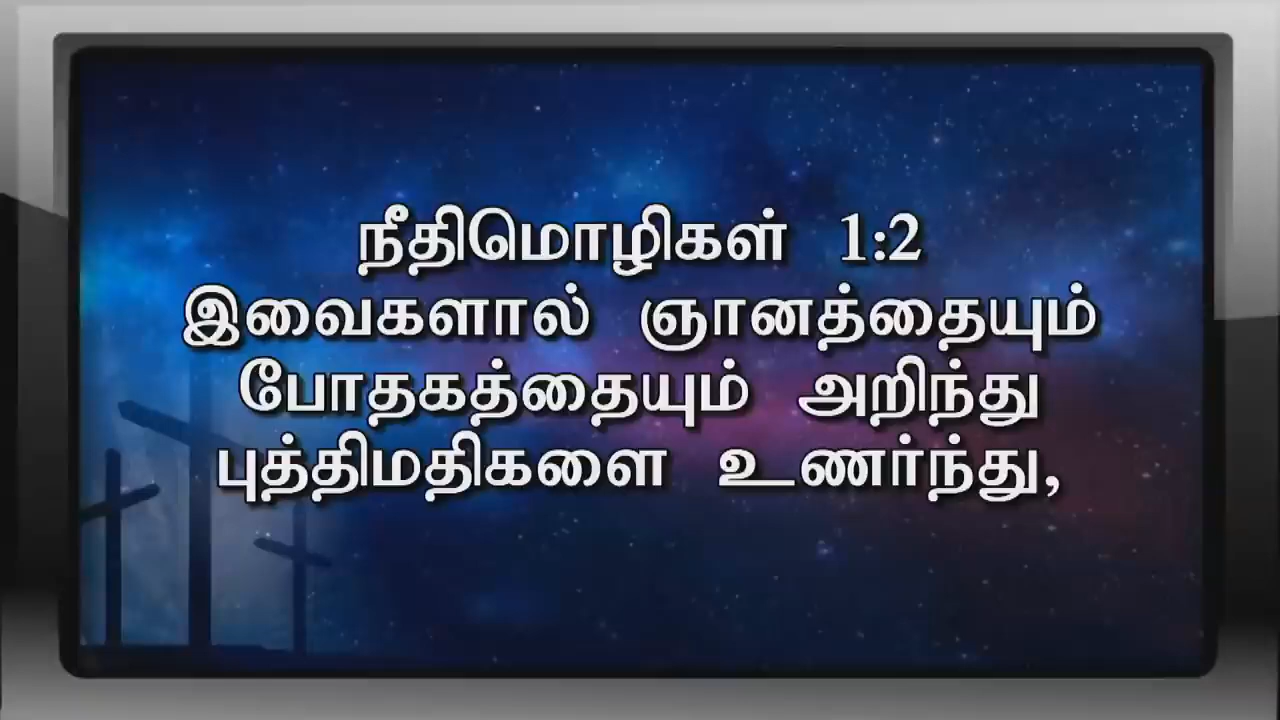 நீதிமொழிகள் 1:2
இவைகளால் ஞானத்தையும்
போதகத்தையும் அறிந்து
புத்திமதிகளை உணர்ந்து,